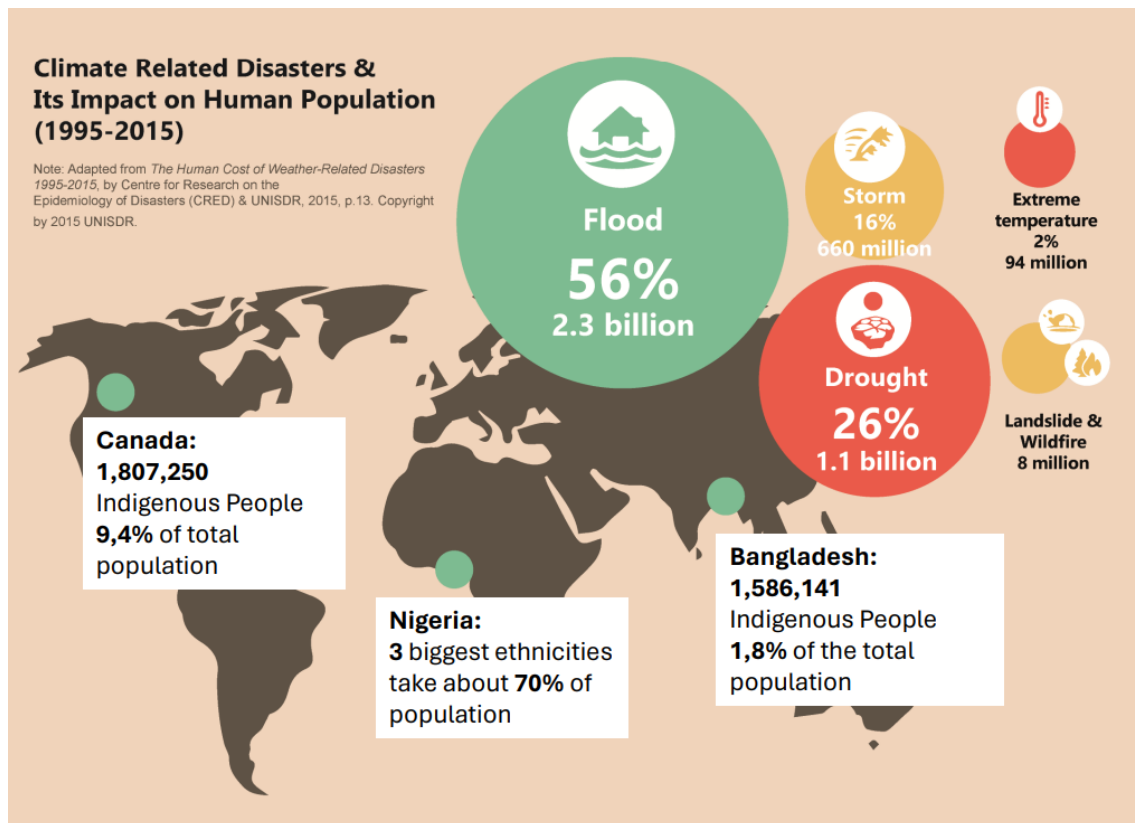 Climate Related Disasters &
Its Impact on Human Population
(1995-2015)
Note: Adapted from The Human Cost of Weather-Related Disasters
1995-2015, by Centre for Research on the
Epidemiology of Disasters (CRED) & UNISDR, 2015, p.13. Copyright
by 2015 UNISDR.
Flood
56%
2.3 billion
Storm
16%
660 million
Extreme
temperature
2%
94 million
Drought
26%
1.1 billion
Landslide &
Wildfire
8 million
Canada:
1,807,250
Indigenous People
9,4% of total
population
Nigeria:
3 biggest ethnicities
take about 70% of
population
Bangladesh:
1,586,141
Indigenous People
1,8% of the total
population